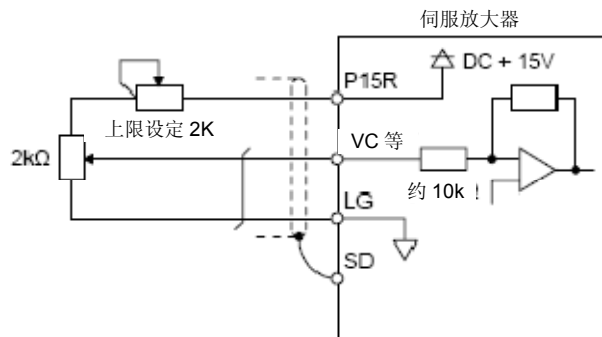 伺服放大器
P15R
DC + 15V
上限设定 2K
2kΩ
VC 等
约 10k
LG
SD